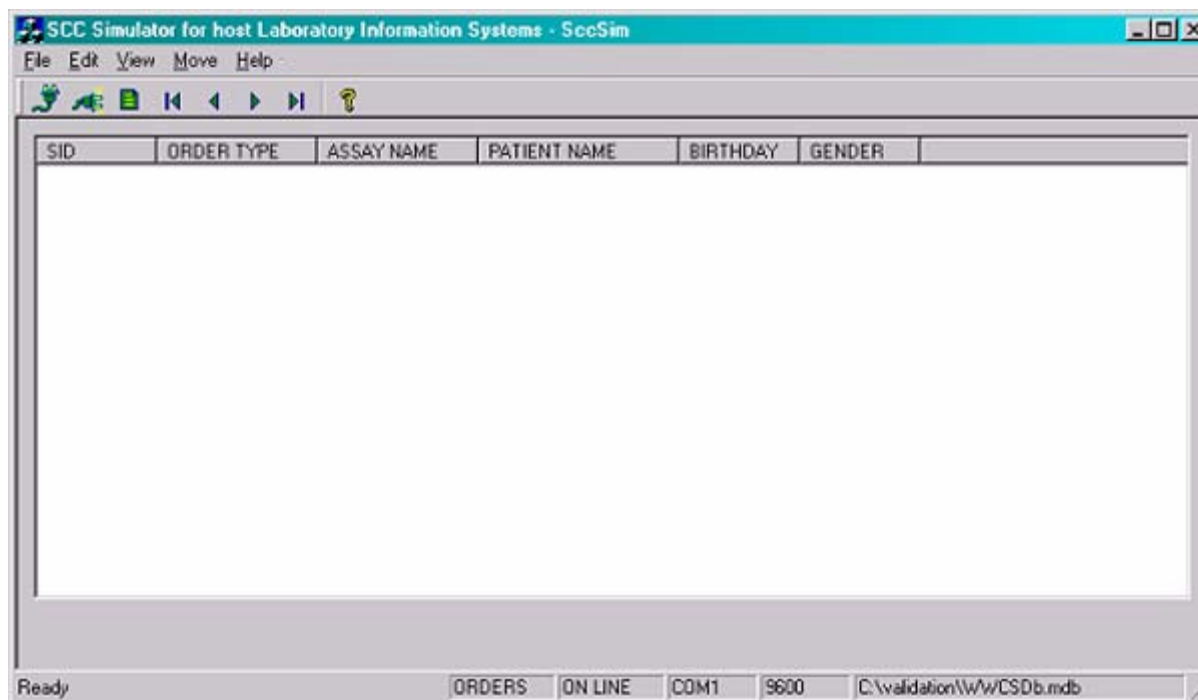 SCC Simulator for host Laboratory Information Systems - SccSim
File Edit View Move Help
SID ORDER TYPE ASSAY NAME PATIENT NAME BIRTHDAY GENDER
Ready ORDERS ON LINE COM1 9600 C:\validation\WWCSDb.mdb